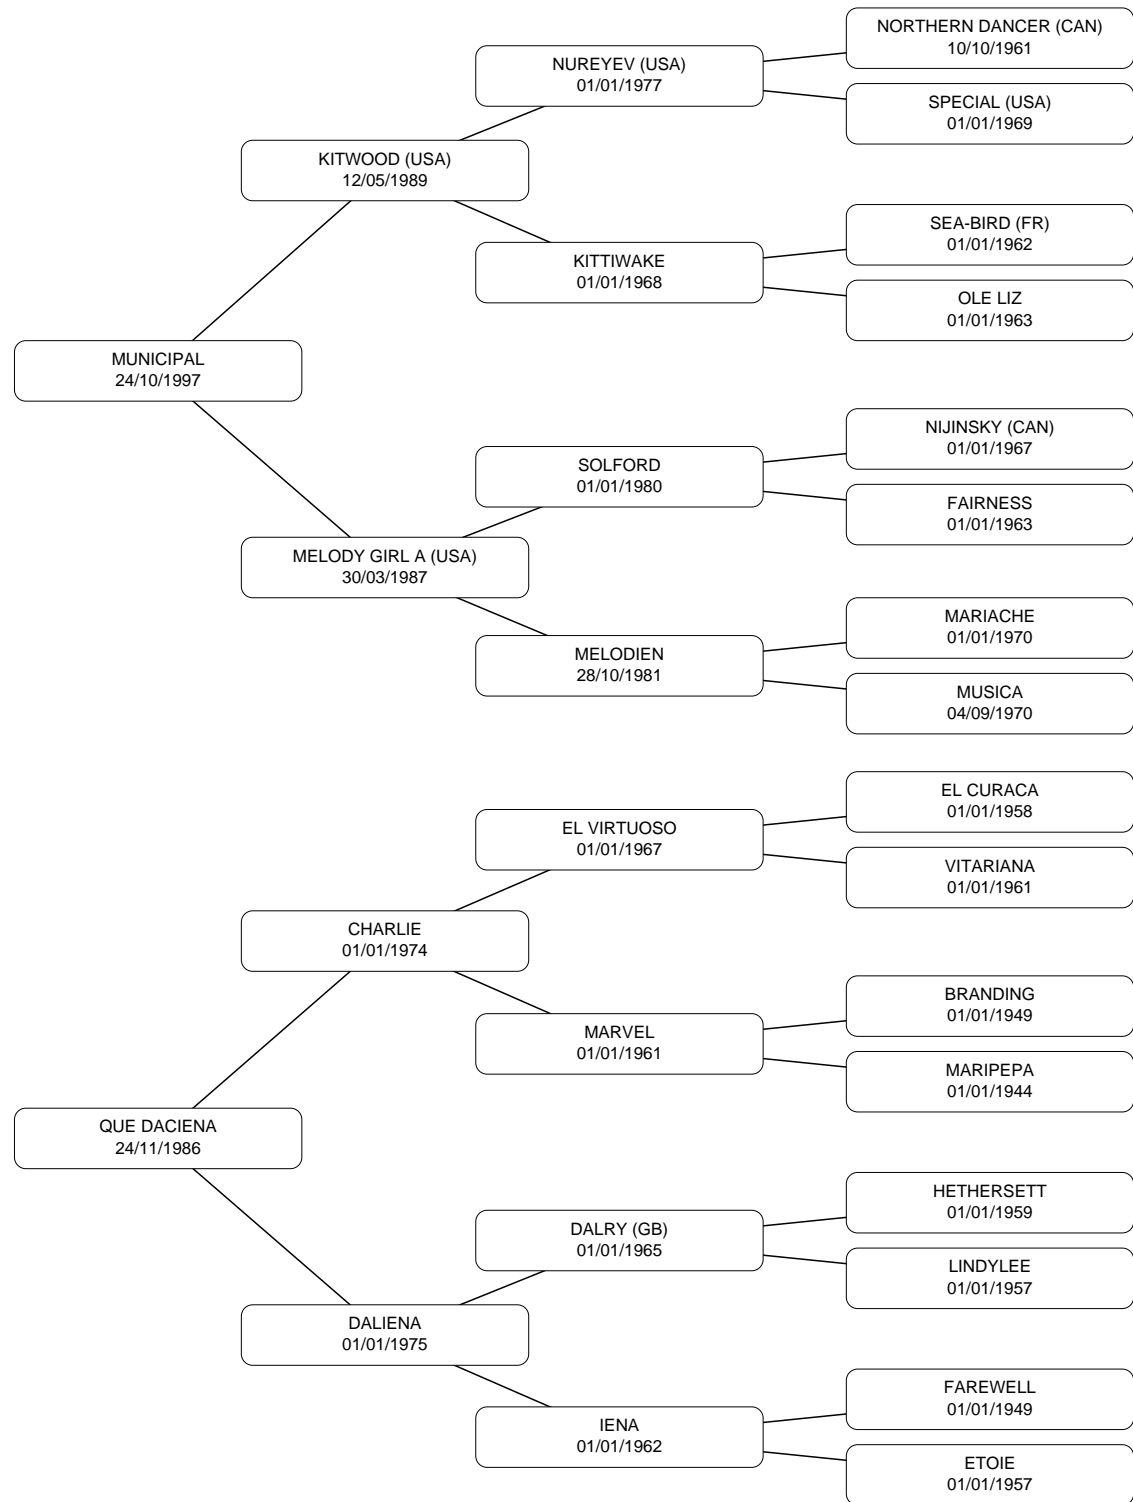 NORTHERN DANCER (CAN)
10/10/1961
NUREYEV (USA)
01/01/1977
SPECIAL (USA)
01/01/1969
KITWOOD (USA)
12/05/1989
SEA-BIRD (FR)
01/01/1962
KITTIWAKE
01/01/1968
OLE LIZ
01/01/1963
MUNICIPAL
24/10/1997
NIJINSKY (CAN)
01/01/1967
SOLFORD
01/01/1980
FAIRNESS
01/01/1963
MELODY GIRL A (USA)
30/03/1987
MARIACHE
01/01/1970
MELODIEN
28/10/1981
MUSICA
04/09/1970
EL CURACA
01/01/1958
EL VIRTUOSO
01/01/1967
VITARIANA
01/01/1961
CHARLIE
01/01/1974
BRANDING
01/01/1949
MARVEL
01/01/1961
MARIPEPA
01/01/1944
QUE DACIENA
24/11/1986
HETHERSETT
01/01/1959
DALRY (GB)
01/01/1965
LINDYLEE
01/01/1957
DALIENA
01/01/1975
FAREWELL
01/01/1949
IENA
01/01/1962
ETOIE
01/01/1957